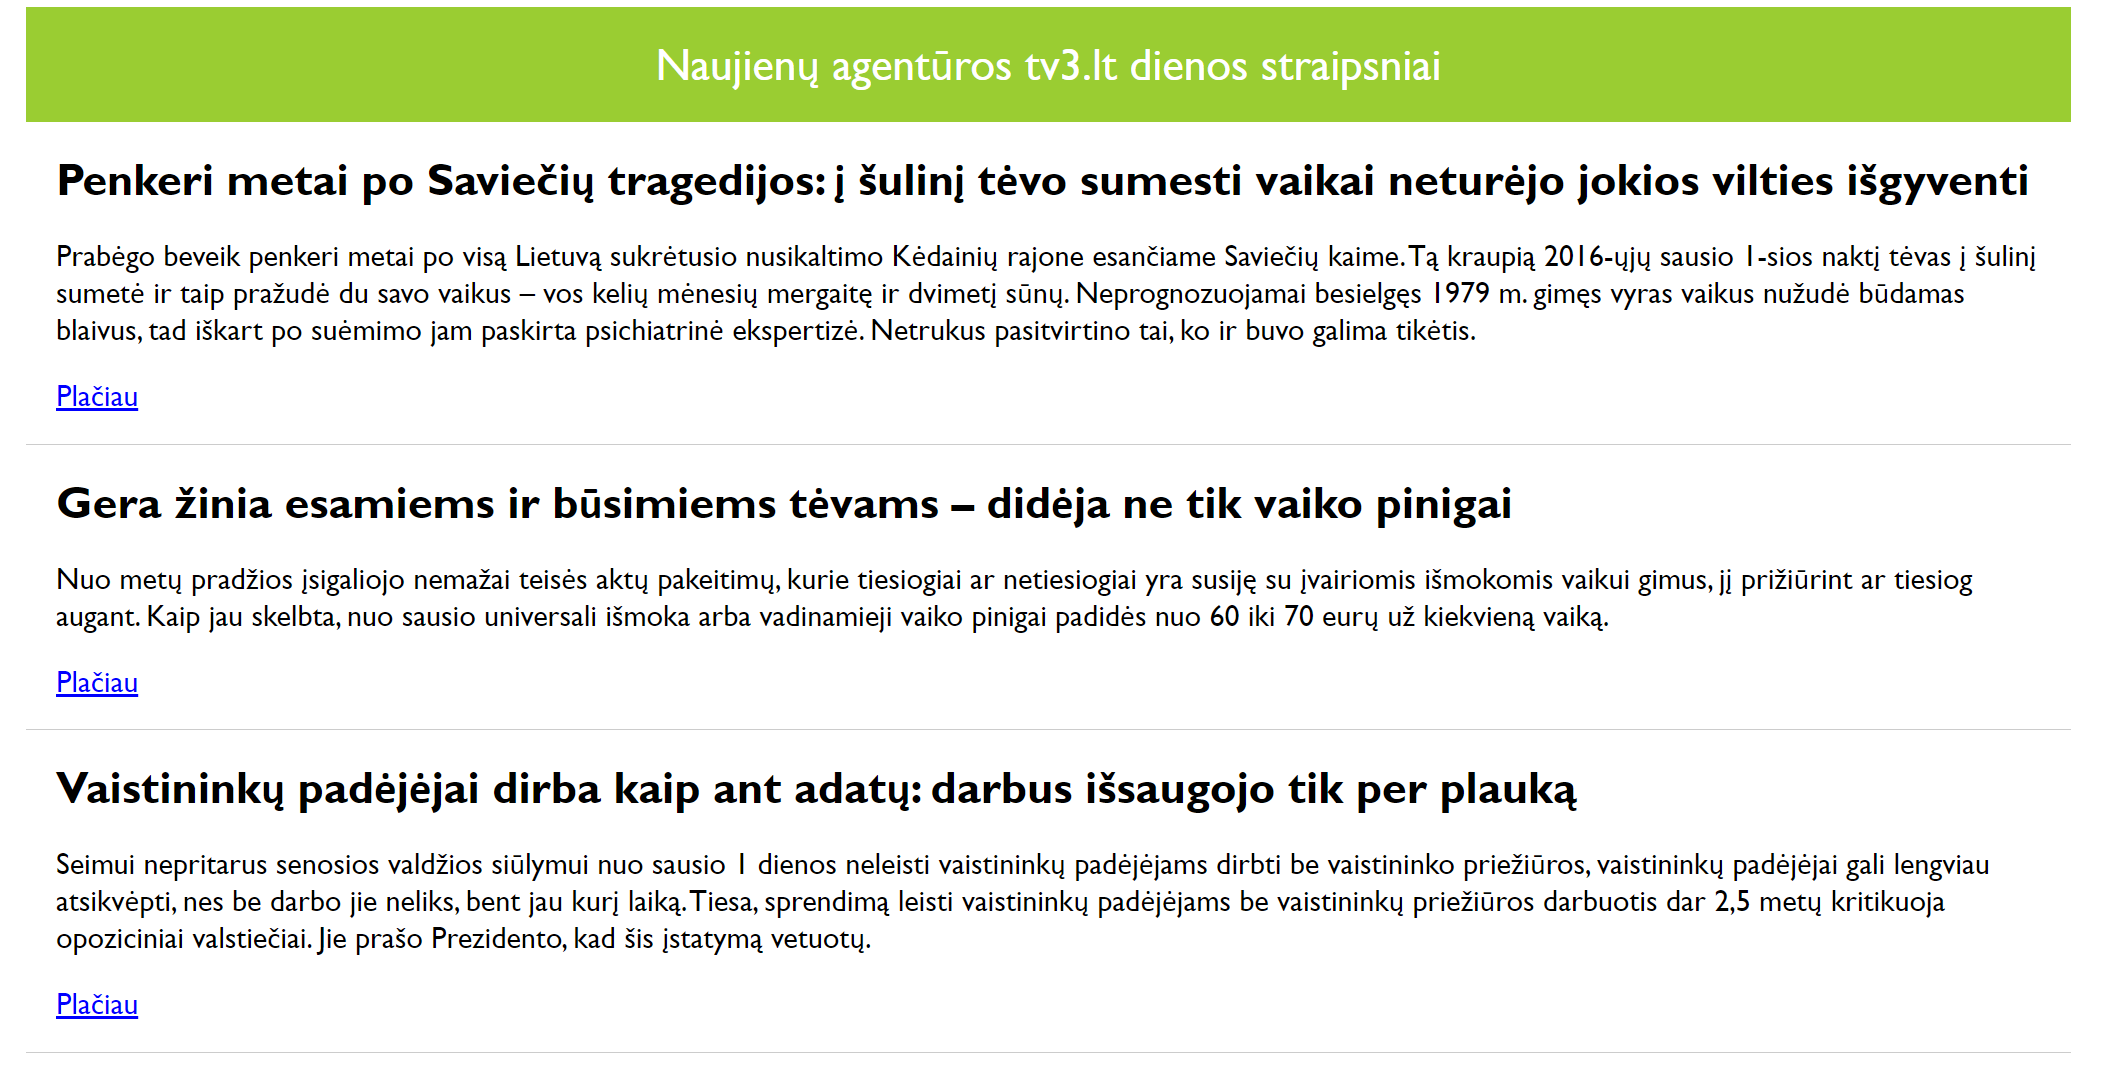 Naujienų agentūros tv3.lt dienos straipsniai
Penkeri metai po Saviečių tragedijos: į šulinį tėvo sumesti vaikai neturėjo jokios vilties išgyventi
Prabėgo beveik penkeri metai po visą Lietuvą sukrėtusio nusikaltimo Kėdainių rajone esančiame Saviečių kaime. Tą kraupią 2016-ųjų sausio 1-sios naktį tėvas į šulinį
sumetė ir taip pražudė du savo vaikus – vos kelių mėnesių mergaitę ir dvimetį sūnų. Neprognozuojamai besielgęs 1979 m. gimęs vyras vaikus nužudė būdamas
blaivus, tad iškart po suėmimo jam paskirta psichiatrinė ekspertizė. Netrukus pasitvirtino tai, ko ir buvo galima tikėtis.
Plačiau
Gera žinia esamiems ir būsimiems tėvams – didėja ne tik vaiko pinigai
Nuo metų pradžios įsigaliojo nemažai teisės aktų pakeitimų, kurie tiesiogiai ar netiesiogiai yra susiję su įvairiomis išmokomis vaikui gimus, jį prižiūrint ar tiesiog
augant. Kaip jau skelbta, nuo sausio universali išmoka arba vadinamieji vaiko pinigai padidės nuo 60 iki 70 eurų už kiekvieną vaiką.
Plačiau
Vaistininkų padėjėjai dirba kaip ant adatų: darbus išsaugojo tik per plauką
Seimui nepritarus senosios valdžios siūlymui nuo sausio 1 dienos neleisti vaistininkų padėjėjams dirbti be vaistininko priežiūros, vaistininkų padėjėjai gali lengviau
atsikvėpti, nes be darbo jie neliks, bent jau kurį laiką. Tiesa, sprendimą leisti vaistininkų padėjėjams be vaistininkų priežiūros darbuotis dar 2,5 metų kritikuoja
opoziciniai valstiečiai. Jie prašo Prezidento, kad šis įstatymą vetuotų.
Plačiau